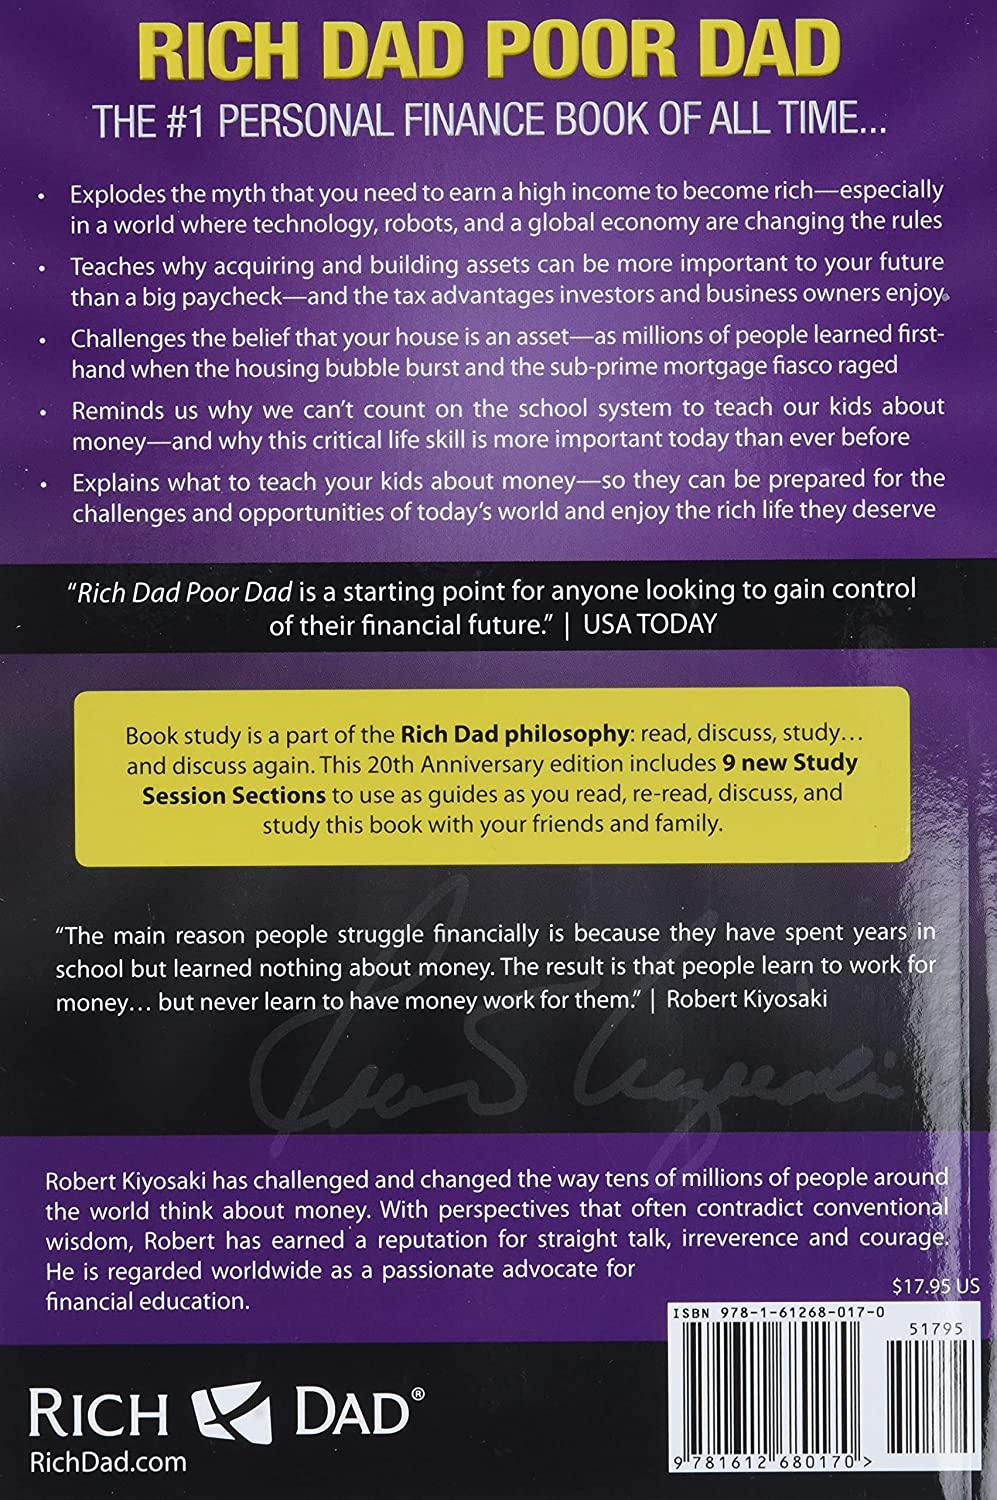 RICH DAD POOR DAD
THE #1 PERSONAL FINANCE BOOK OF ALL TIME...
• Explodes the myth that you need to earn a high income to become rich—especially
in a world where technology, robots, and a global economy are changing the rules
• Teaches why acquiring and building assets can be more important to your future
than a big paycheck—and the tax advantages investors and business owners enjoy.
• Challenges the belief that your house is an asset—as millions of people learned first-
hand when the housing bubble burst and the sub-prime mortgage fiasco raged
• Reminds us why we can't count on the school system to teach our kids about
money—and why this critical life skill is more important today than ever before
• Explains what to teach your kids about money—so they can be prepared for the
challenges and opportunities of today's world and enjoy the rich life they deserve
“Rich Dad Poor Dad is a starting point for anyone looking to gain control
of their financial future.” | USA TODAY
Book study is a part of the Rich Dad philosophy: read, discuss, study…
and discuss again. This 20th Anniversary edition includes 9 new Study
Session Sections to use as guides as you read, re-read, discuss, and
study this book with your friends and family.
“The main reason people struggle financially is because they have spent years in
school but learned nothing about money. The result is that people learn to work for
money… but never learn to have money work for them.” | Robert Kiyosaki
Robert Kiyosaki has challenged and changed the way tens of millions of people around
the world think about money. With perspectives that often contradict conventional
wisdom, Robert has earned a reputation for straight talk, irreverence and courage.
He is regarded worldwide as a passionate advocate for
financial education.
$17.95 US
ISBN 978-1-61268-017-0
51795
9 781612 680170>
RICH DAD®
RichDad.com